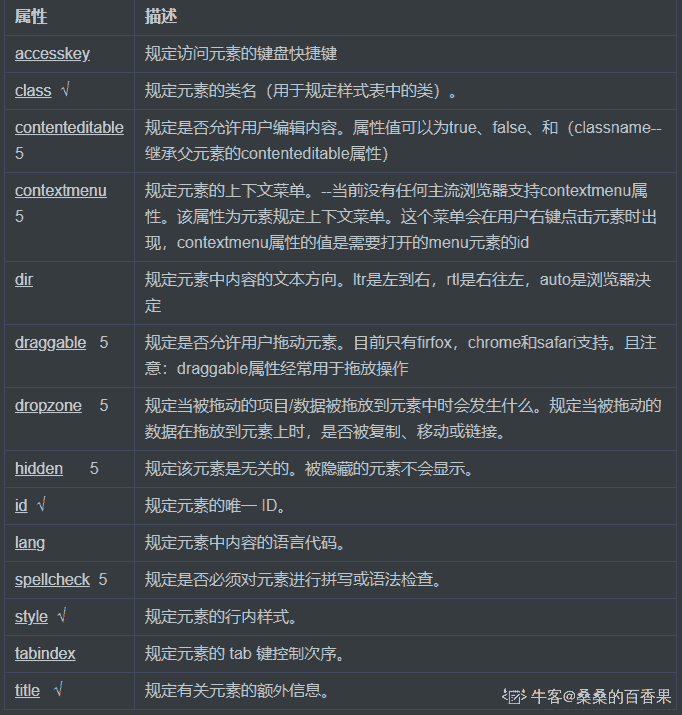 属性 描述
accesskey 规定访问元素的键盘快捷键
class √ 规定元素的类名（用于规定样式表中的类）。
contenteditable 规定是否允许用户编辑内容。属性值可以为true、false、和（classname--
5 继承父元素的contenteditable属性）
contextmenu 规定元素的上下文菜单。--当前没有任何主流浏览器支持contextmenu属
5 性。该属性为元素规定上下文菜单。这个菜单会在用户右键点击元素时出
现，contextmenu属性的值是需要打开的menu元素的id
dir 规定元素中内容的文本方向。ltr是左到右，rtl是右往左，auto是浏览器决
定
draggable 5 规定是否允许用户拖动元素。目前只有firfox，chrome和safari支持。且注
意：draggable属性经常用于拖放操作
dropzone 5 规定当被拖动的项目/数据被拖放到元素中时会发生什么。规定当被拖动的
数据在拖放到元素上时，是否被复制、移动或链接。
hidden 5 规定该元素是无关的。被隐藏的元素不会显示。
id √ 规定元素的唯一 ID。
lang 规定元素中内容的语言代码。
spellcheck 5 规定是否必须对元素进行拼写或语法检查。
style √ 规定元素的行内样式。
tabindex 规定元素的 tab 键控制次序。
title √ 规定有关元素的额外信息。
牛客@桑桑的百香果